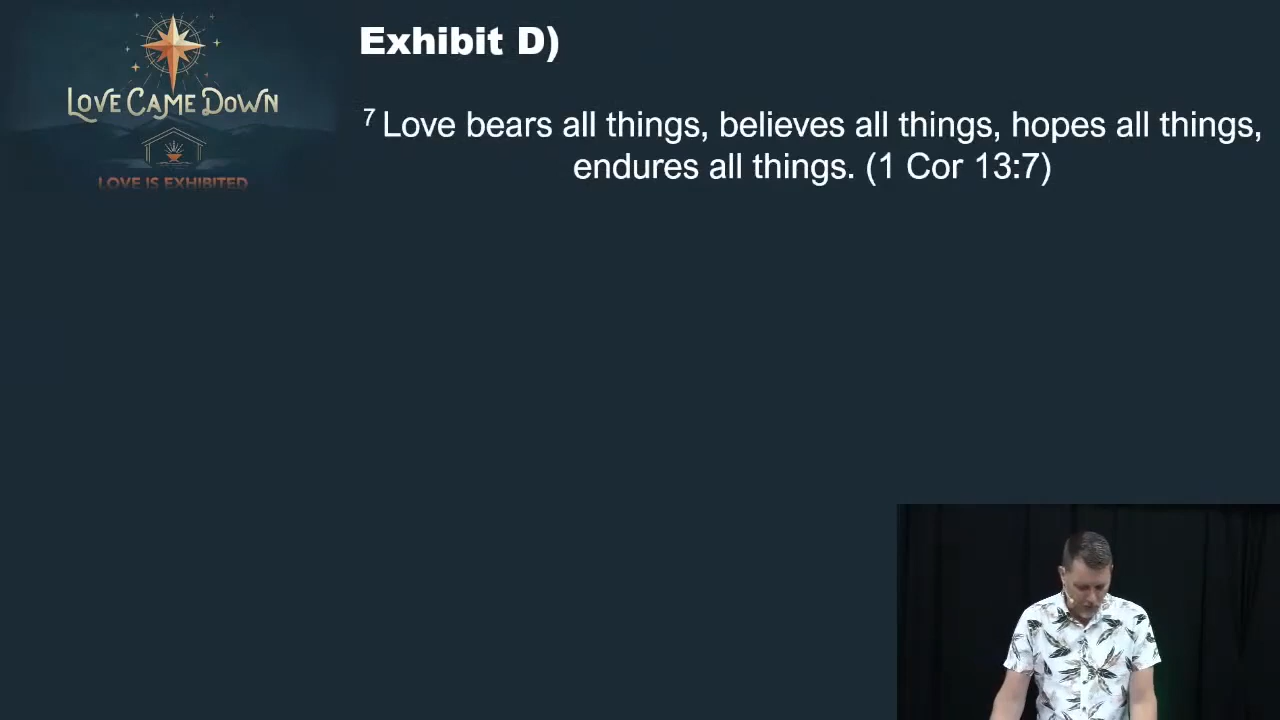 LOVE CAME DOWN
LOVE IS EXHIBITED
Exhibit D)
7 Love bears all things, believes all things, hopes all things,
endures all things. (1 Cor 13:7)